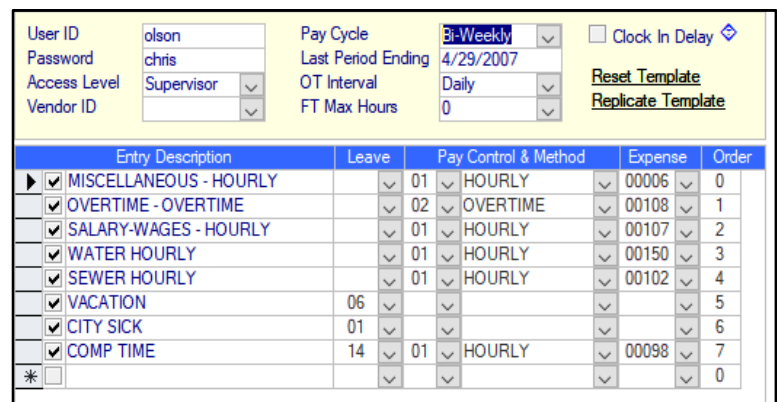 User ID olson Pay Cycle Bi-Weekly Clock In Delay
Password chris Last Period Ending 4/29/2007
Access Level Supervisor OT Interval Daily Reset Template
Vendor ID FT Max Hours 0 Replicate Template
Entry Description Leave Pay Control & Method Expense Order
MISCELLANEOUS - HOURLY 01 HOURLY 00006 0
OVERTIME - OVERTIME 02 OVERTIME 00108 1
SALARY-WAGES - HOURLY 01 HOURLY 00107 2
WATER HOURLY 01 HOURLY 00150 3
SEWER HOURLY 01 HOURLY 00102 4
VACATION 06 5
CITY SICK 01 6
COMP TIME 14 01 HOURLY 00098 7
0